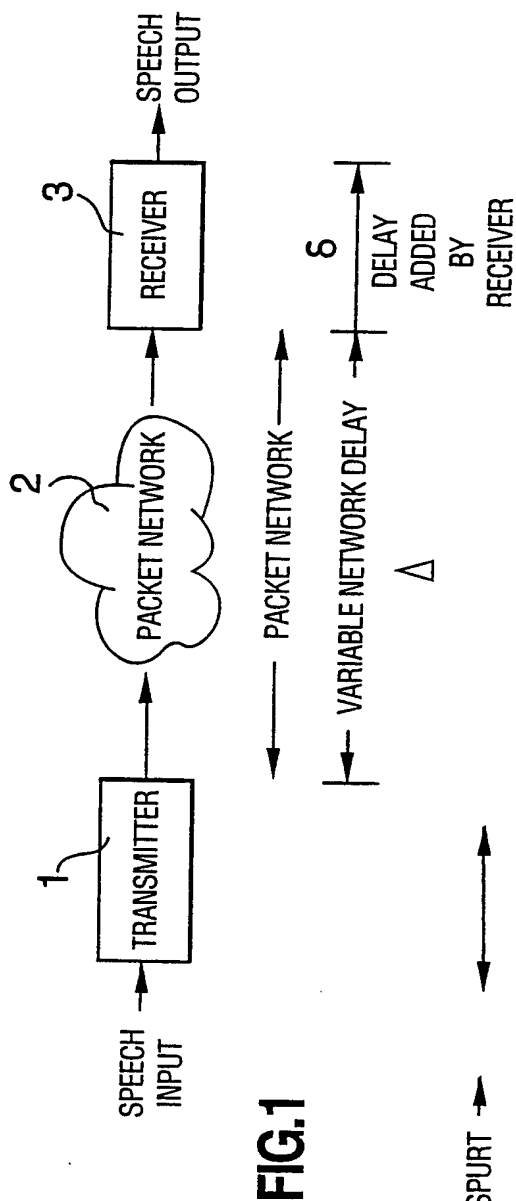 SPEECH
INPUT
1
TRANSMITTER
2
PACKET NETWORK
3
RECEIVER
SPEECH
OUTPUT
PACKET NETWORK
VARIABLE NETWORK DELAY
Δ
δ
DELAY
ADDED
BY
RECEIVER
FIG.1
SPURT